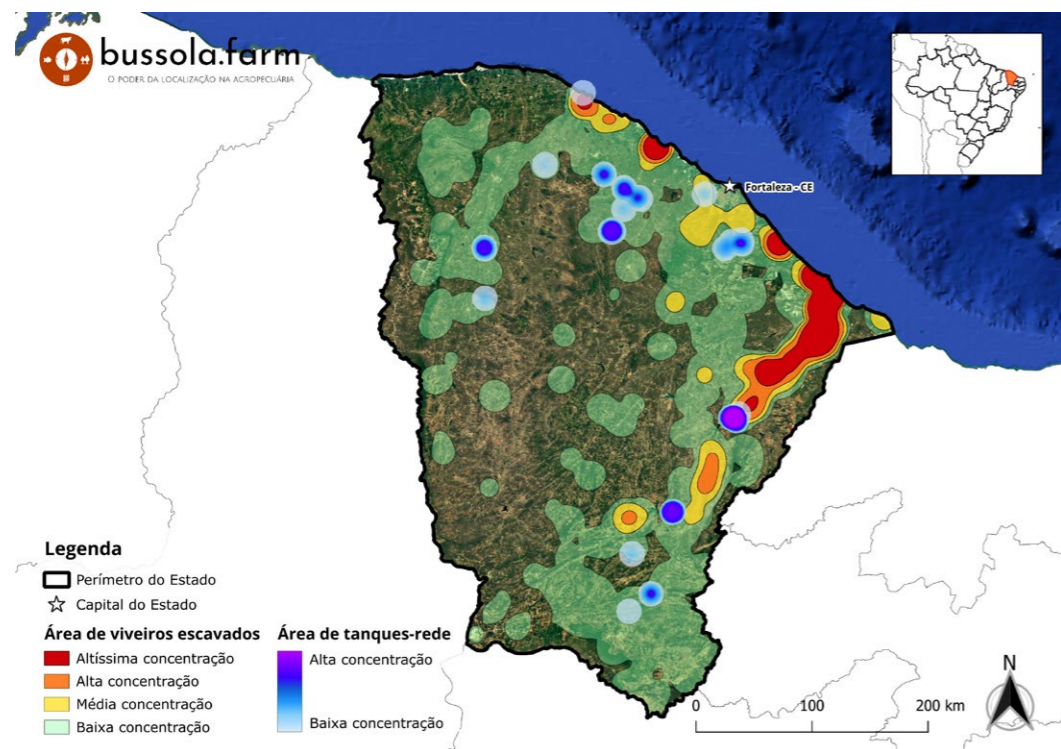 bussola.farm
O PODER DA LOCALIZAÇÃO NA AGROPECUÁRIA
Fortaleza - CE
Legenda
Perímetro do Estado
Capital do Estado
Área de viveiros escavados
Altíssima concentração
Alta concentração
Média concentração
Baixa concentração
Área de tanques-rede
Alta concentração
Baixa concentração
0 100 200 km
N